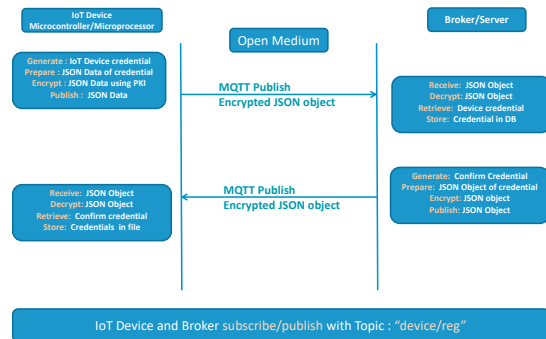 IoT Device
Microcontroller/Microprocessor
Open Medium
Broker/Server
Generate : IoT Device credential
Prepare : JSON Data of credential
Encrypt : JSON Data using PKI
Publish : JSON Data
MQTT Publish
Encrypted JSON object
Receive: JSON Object
Decrypt: JSON Object
Retrieve: Device credential
Store: Credential in DB
Generate: Confirm Credential
Prepare: JSON Object of credential
Encrypt: JSON object
Publish: JSON Object
MQTT Publish
Encrypted JSON object
Receive: JSON Object
Decrypt: JSON Object
Retrieve: Confirm credential
Store: Credentials in file
IoT Device and Broker subscribe/publish with Topic : “device/reg”